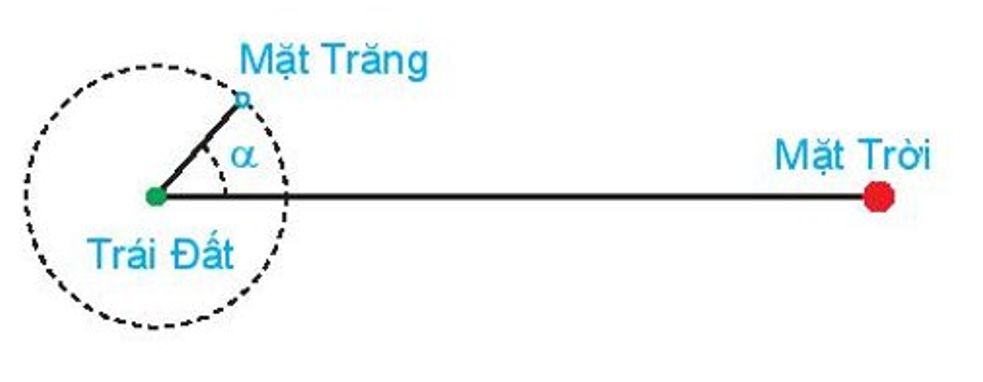 Mặt Trăng
α
Mặt Trời
Trái Đất